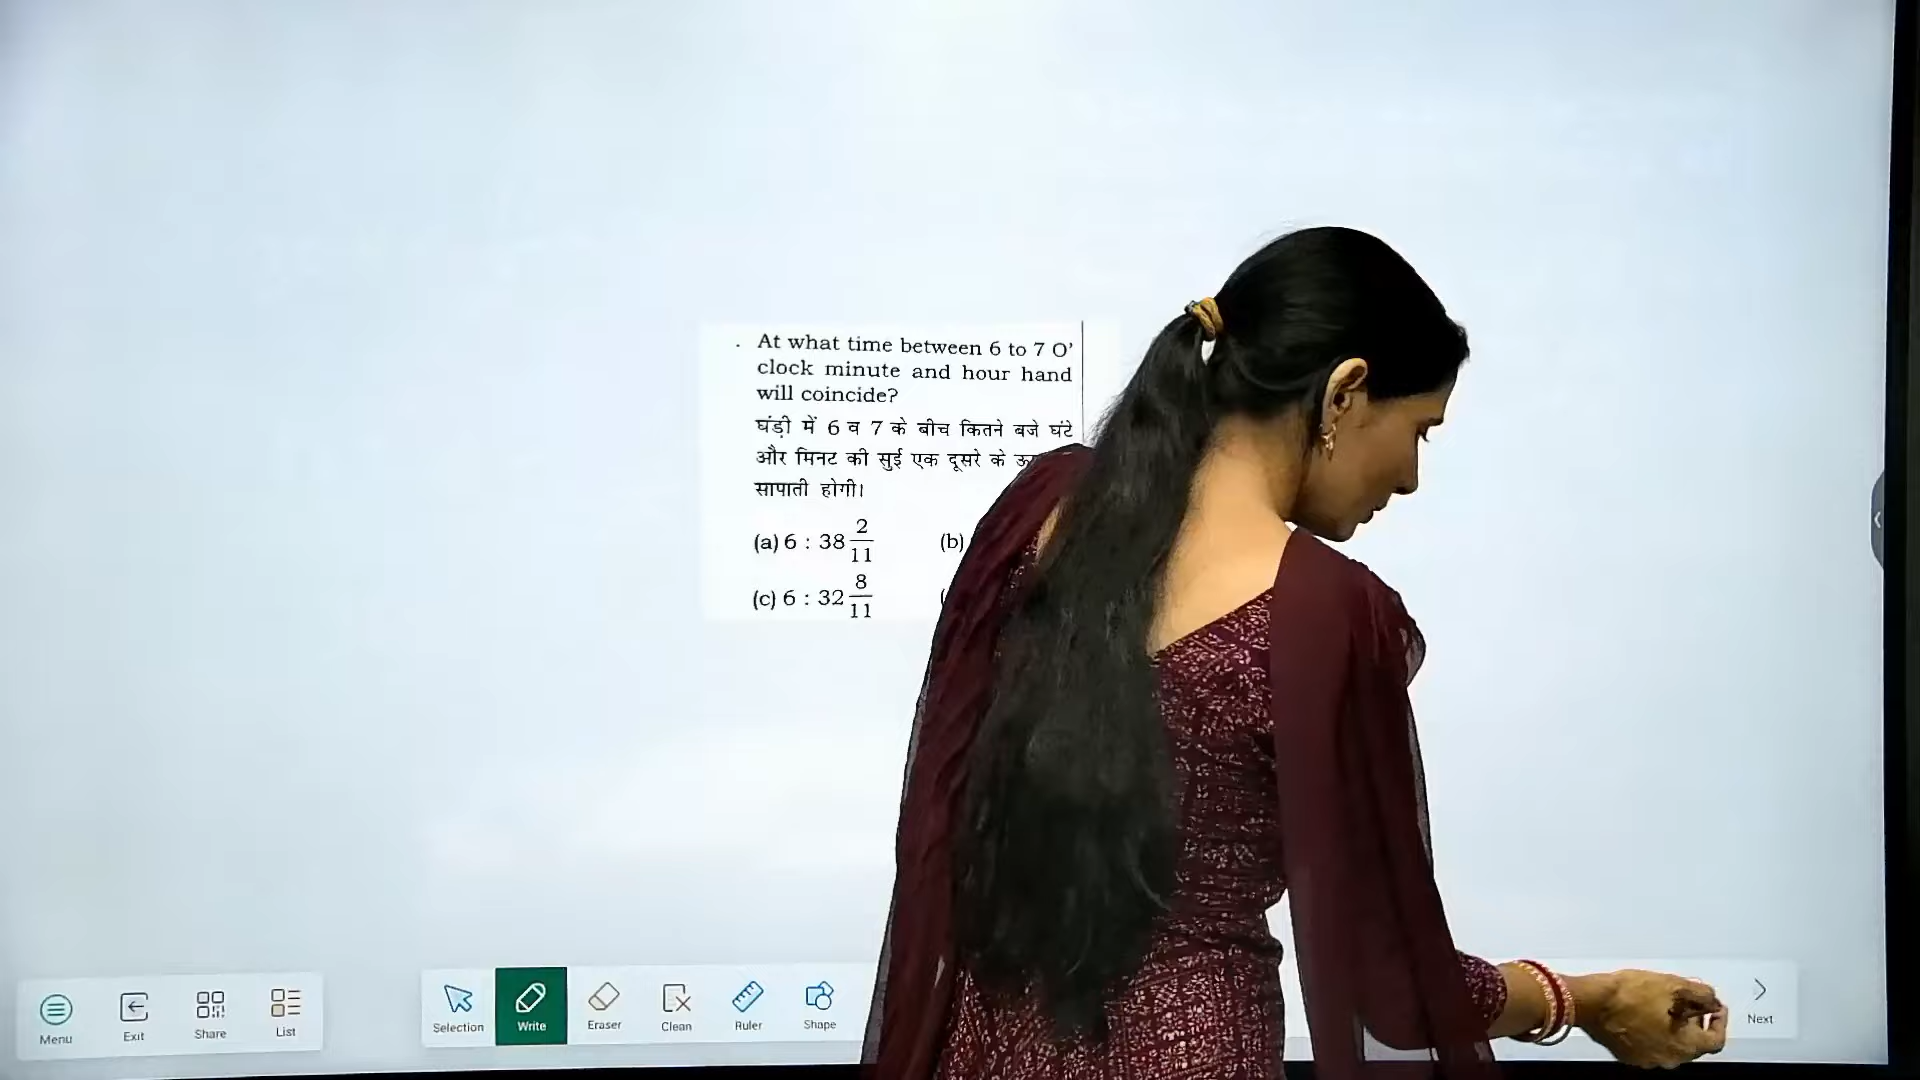 . At what time between 6 to 7 O'
clock minute and hour hand
will coincide?
घंड़ी में 6 व 7 के बीच कितने बजे घंटे
और मिनट की सुई एक दूसरे के
सापाती होगी।
(a) 6 : 38 2/11 (b)
(c) 6 : 32 8/11
Menu Exit Share List Selection Write Eraser Clean Ruler Shape Next